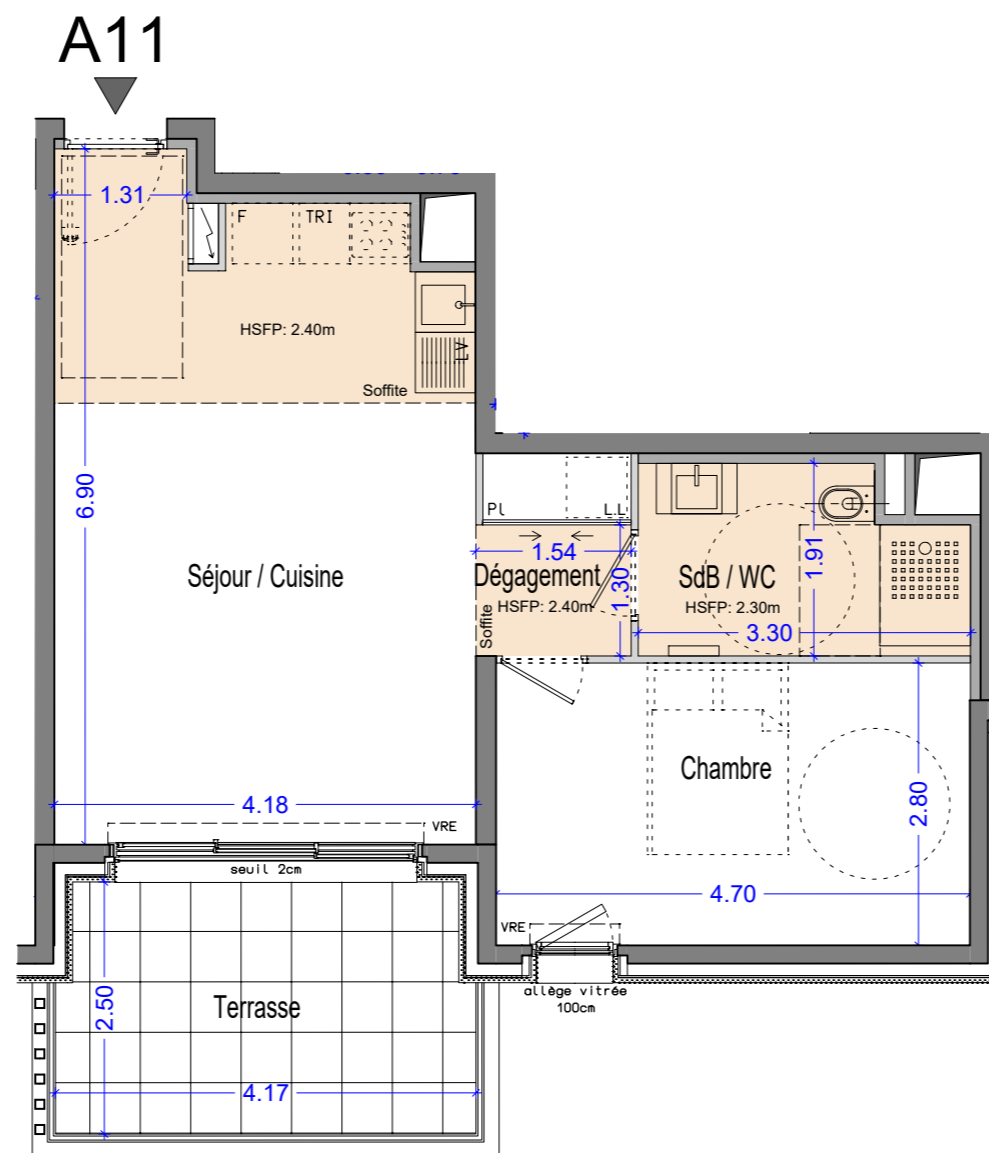 A11
1.31
F
TRI
HSFP: 2.40m
LV
Soffite
6.90
Pl
L.L
1.54
Séjour / Cuisine
Dégagement
1.30
HSFP: 2.40m
Soffite
SdB / WC
1.91
HSFP: 2.30m
3.30
Chambre
2.80
4.18
VRE
seuil 2cm
4.70
VRE
allège vitrée
100cm
Terrasse
2.50
4.17